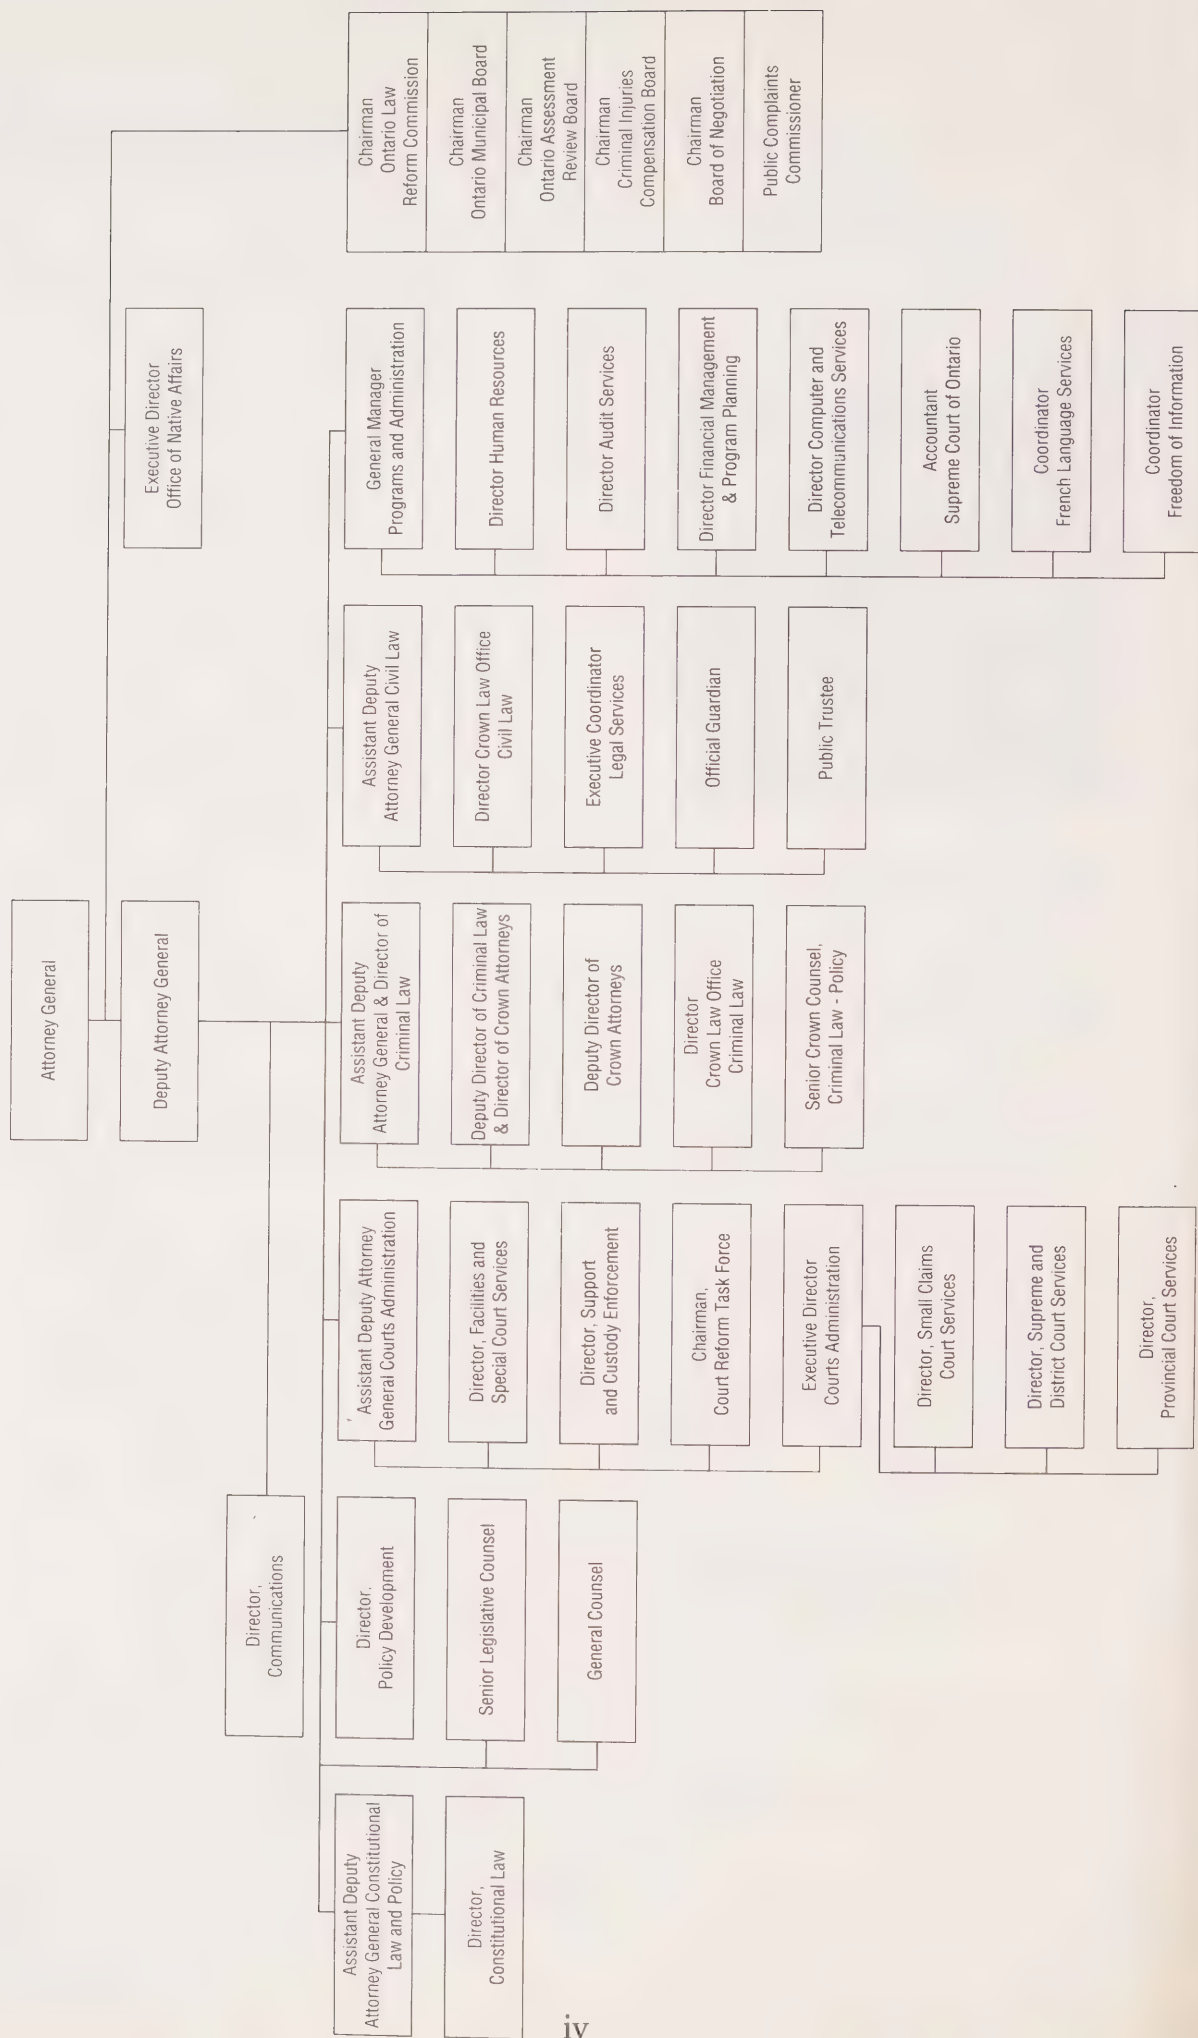 Attorney General
Deputy Attorney General
Executive Director
Office of Native Affairs
Chairman
Ontario Law
Reform Commission
Chairman
Ontario Municipal Board
Chairman
Ontario Assessment
Review Board
Chairman
Criminal Injuries
Compensation Board
Chairman
Board of Negotiation
Public Complaints
Commissioner
Director,
Communications
Assistant Deputy
Attorney General Constitutional
Law and Policy
Director,
Constitutional Law
Director,
Policy Development
Senior Legislative Counsel
General Counsel
Assistant Deputy Attorney
General Courts Administration
Director, Facilities and
Special Court Services
Director, Support
and Custody Enforcement
Chairman,
Court Reform Task Force
Executive Director
Courts Administration
Director, Small Claims
Court Services
Director, Supreme and
District Court Services
Director,
Provincial Court Services
Assistant Deputy
Attorney General & Director of
Criminal Law
Deputy Director of Criminal Law
& Director of Crown Attorneys
Deputy Director of
Crown Attorneys
Director
Crown Law Office
Criminal Law
Senior Crown Counsel,
Criminal Law - Policy
Assistant Deputy
Attorney General Civil Law
Director Crown Law Office
Civil Law
Executive Coordinator
Legal Services
Official Guardian
Public Trustee
General Manager
Programs and Administration
Director Human Resources
Director Audit Services
Director Financial Management
& Program Planning
Director Computer and
Telecommunications Services
Accountant
Supreme Court of Ontario
Coordinator
French Language Services
Coordinator
Freedom of Information
iv